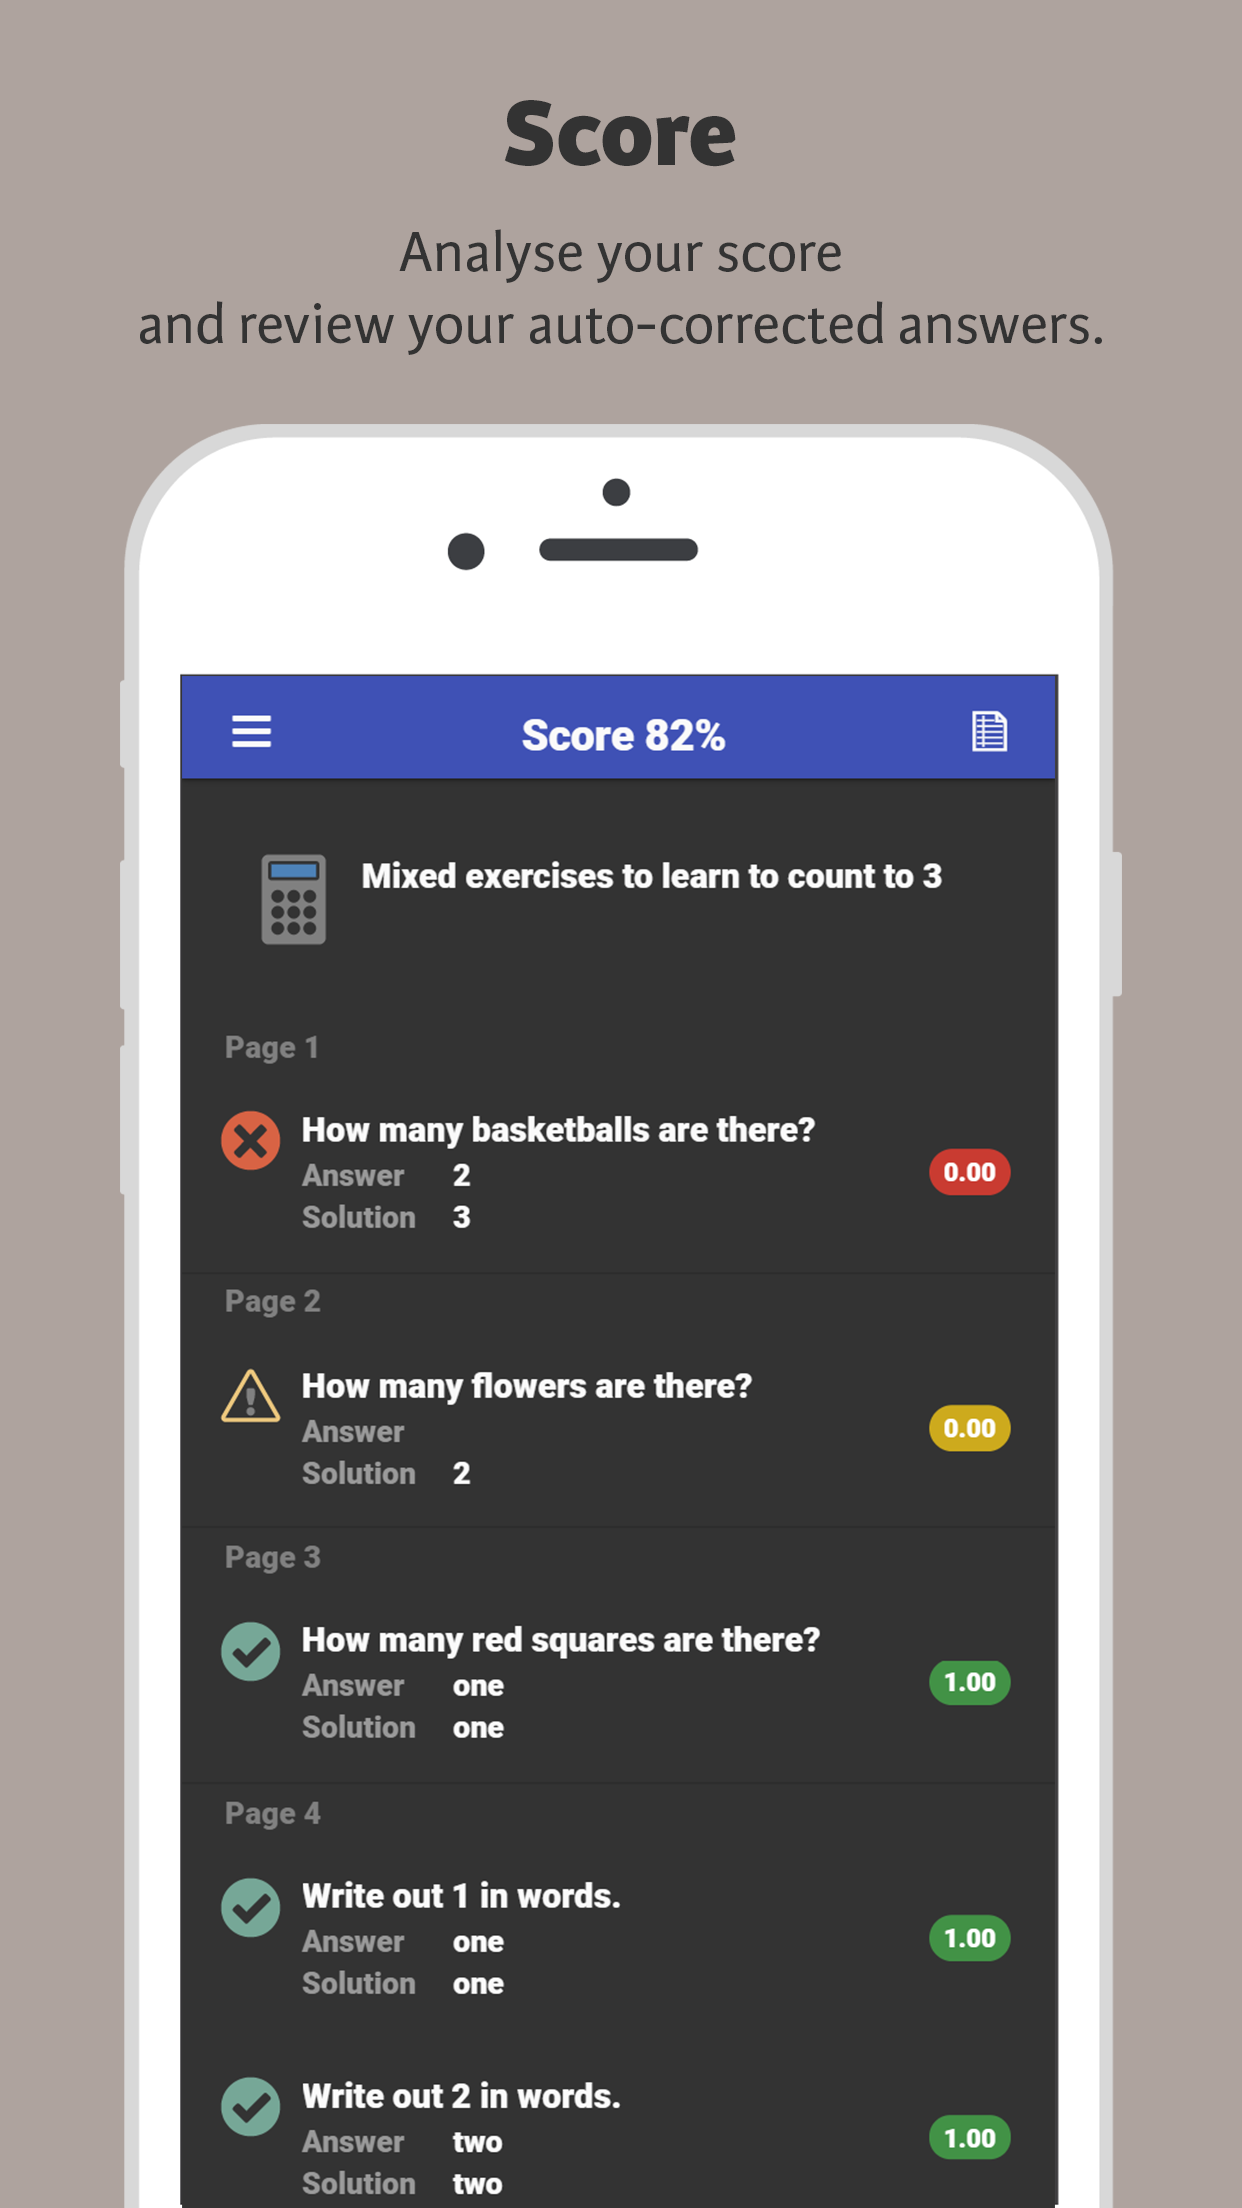 Score
Analyse your score
and review your auto-corrected answers.
Score 82%
Mixed exercises to learn to count to 3
Page 1
How many basketballs are there?
Answer 2
0.00
Solution 3
Page 2
How many flowers are there?
Answer
0.00
Solution 2
Page 3
How many red squares are there?
Answer one
1.00
Solution one
Page 4
Write out 1 in words.
Answer one
1.00
Solution one
Write out 2 in words.
Answer two
1.00
Solution two